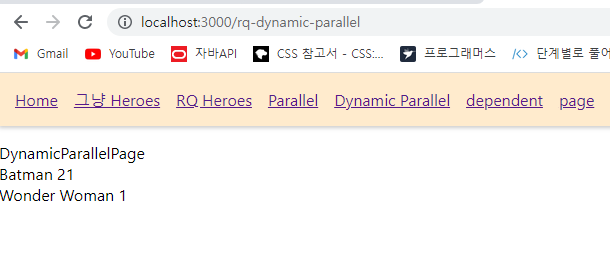 localhost:3000/rq-dynamic-parallel
Gmail YouTube 자바API CSS 참고서 - CSS:... 프로그래머스 </> 단계별로 풀어
Home 그냥 Heroes RQ Heroes Parallel Dynamic Parallel dependent page
DynamicParallelPage
Batman 21
Wonder Woman 1